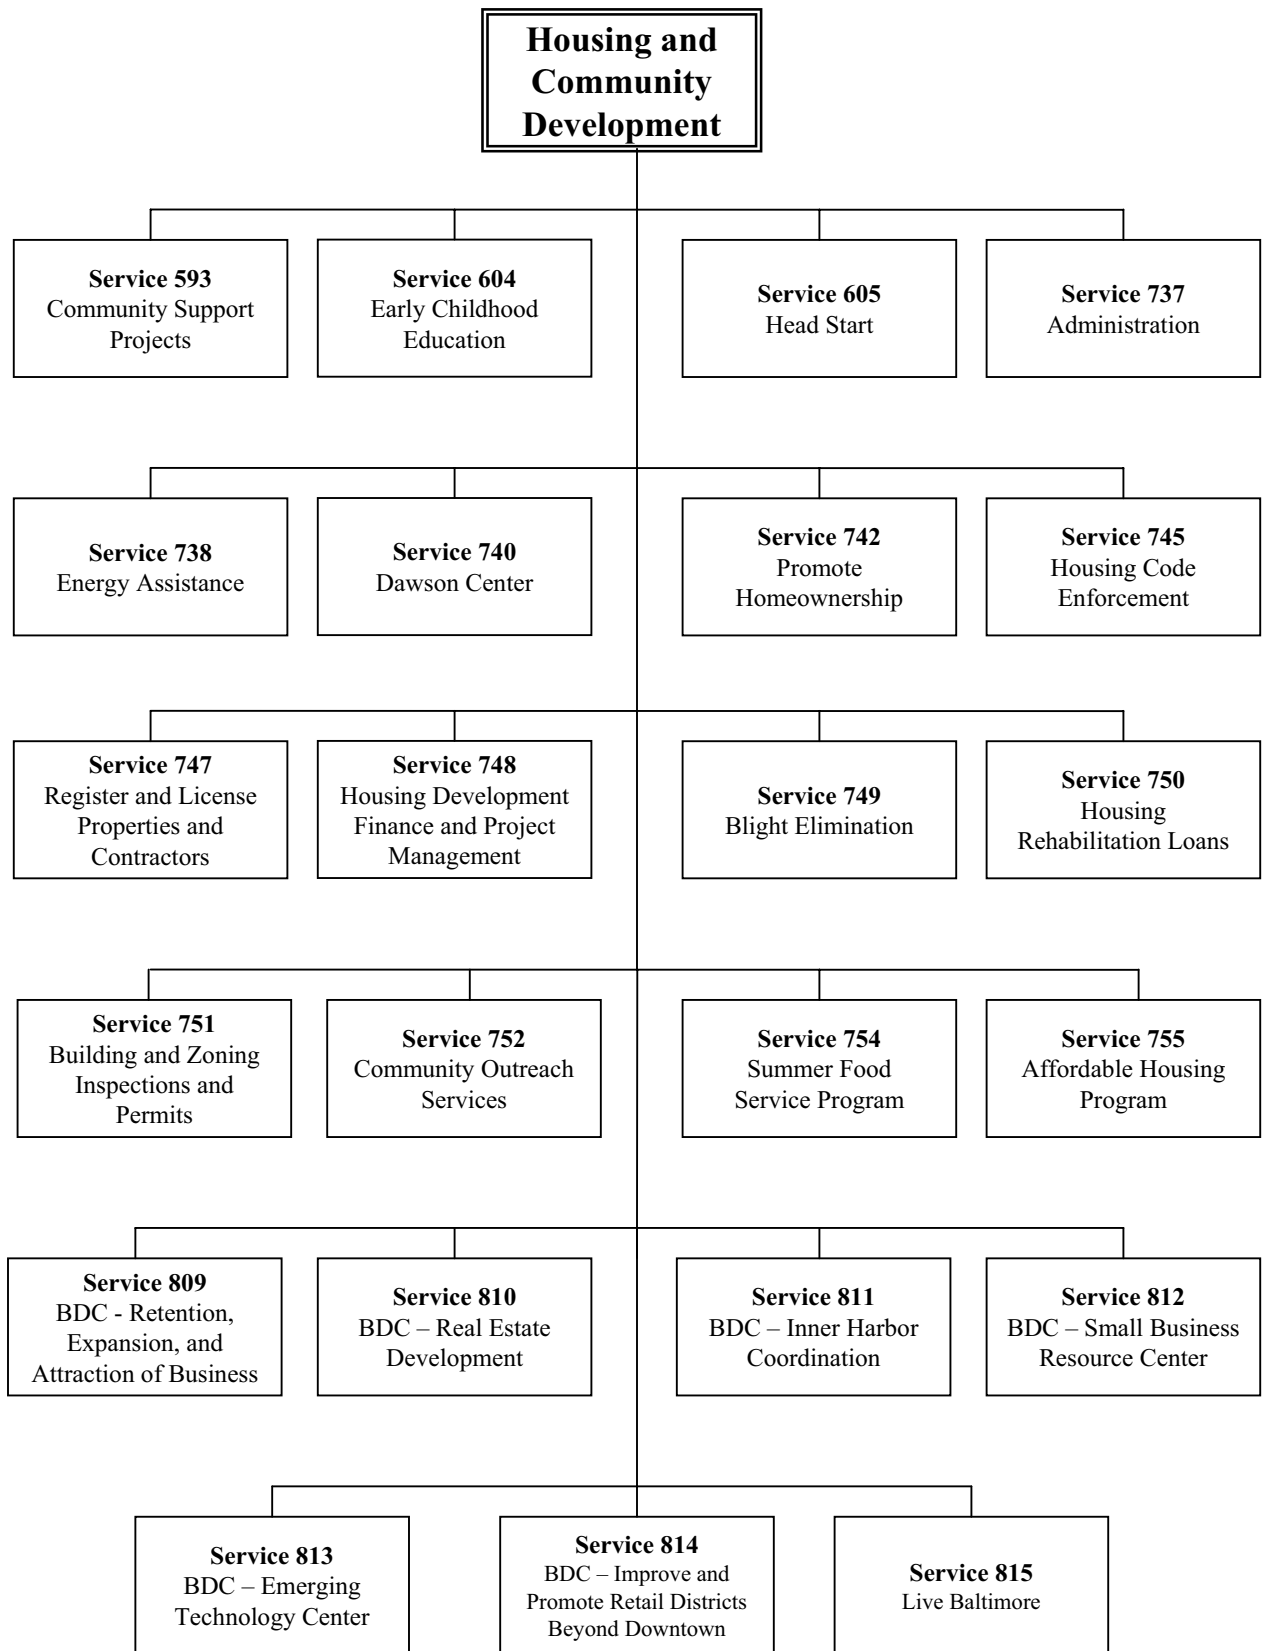 Housing and
Community
Development
Service 593
Community Support
Projects
Service 604
Early Childhood
Education
Service 605
Head Start
Service 737
Administration
Service 738
Energy Assistance
Service 740
Dawson Center
Service 742
Promote
Homeownership
Service 745
Housing Code
Enforcement
Service 747
Register and License
Properties and
Contractors
Service 748
Housing Development
Finance and Project
Management
Service 749
Blight Elimination
Service 750
Housing
Rehabilitation Loans
Service 751
Building and Zoning
Inspections and
Permits
Service 752
Community Outreach
Services
Service 754
Summer Food
Service Program
Service 755
Affordable Housing
Program
Service 809
BDC - Retention,
Expansion, and
Attraction of Business
Service 810
BDC – Real Estate
Development
Service 811
BDC – Inner Harbor
Coordination
Service 812
BDC – Small Business
Resource Center
Service 813
BDC – Emerging
Technology Center
Service 814
BDC – Improve and
Promote Retail Districts
Beyond Downtown
Service 815
Live Baltimore